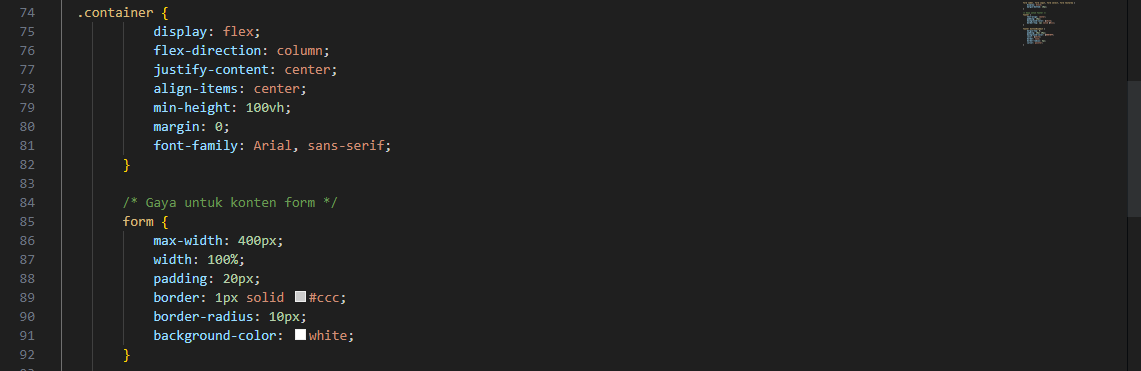 74 .container {
75 display: flex;
76 flex-direction: column;
77 justify-content: center;
78 align-items: center;
79 min-height: 100vh;
80 margin: 0;
81 font-family: Arial, sans-serif;
82 }
83
84 /* Gaya untuk konten form */
85 form {
86 max-width: 400px;
87 width: 100%;
88 padding: 20px;
89 border: 1px solid #ccc;
90 border-radius: 10px;
91 background-color: white;
92 }